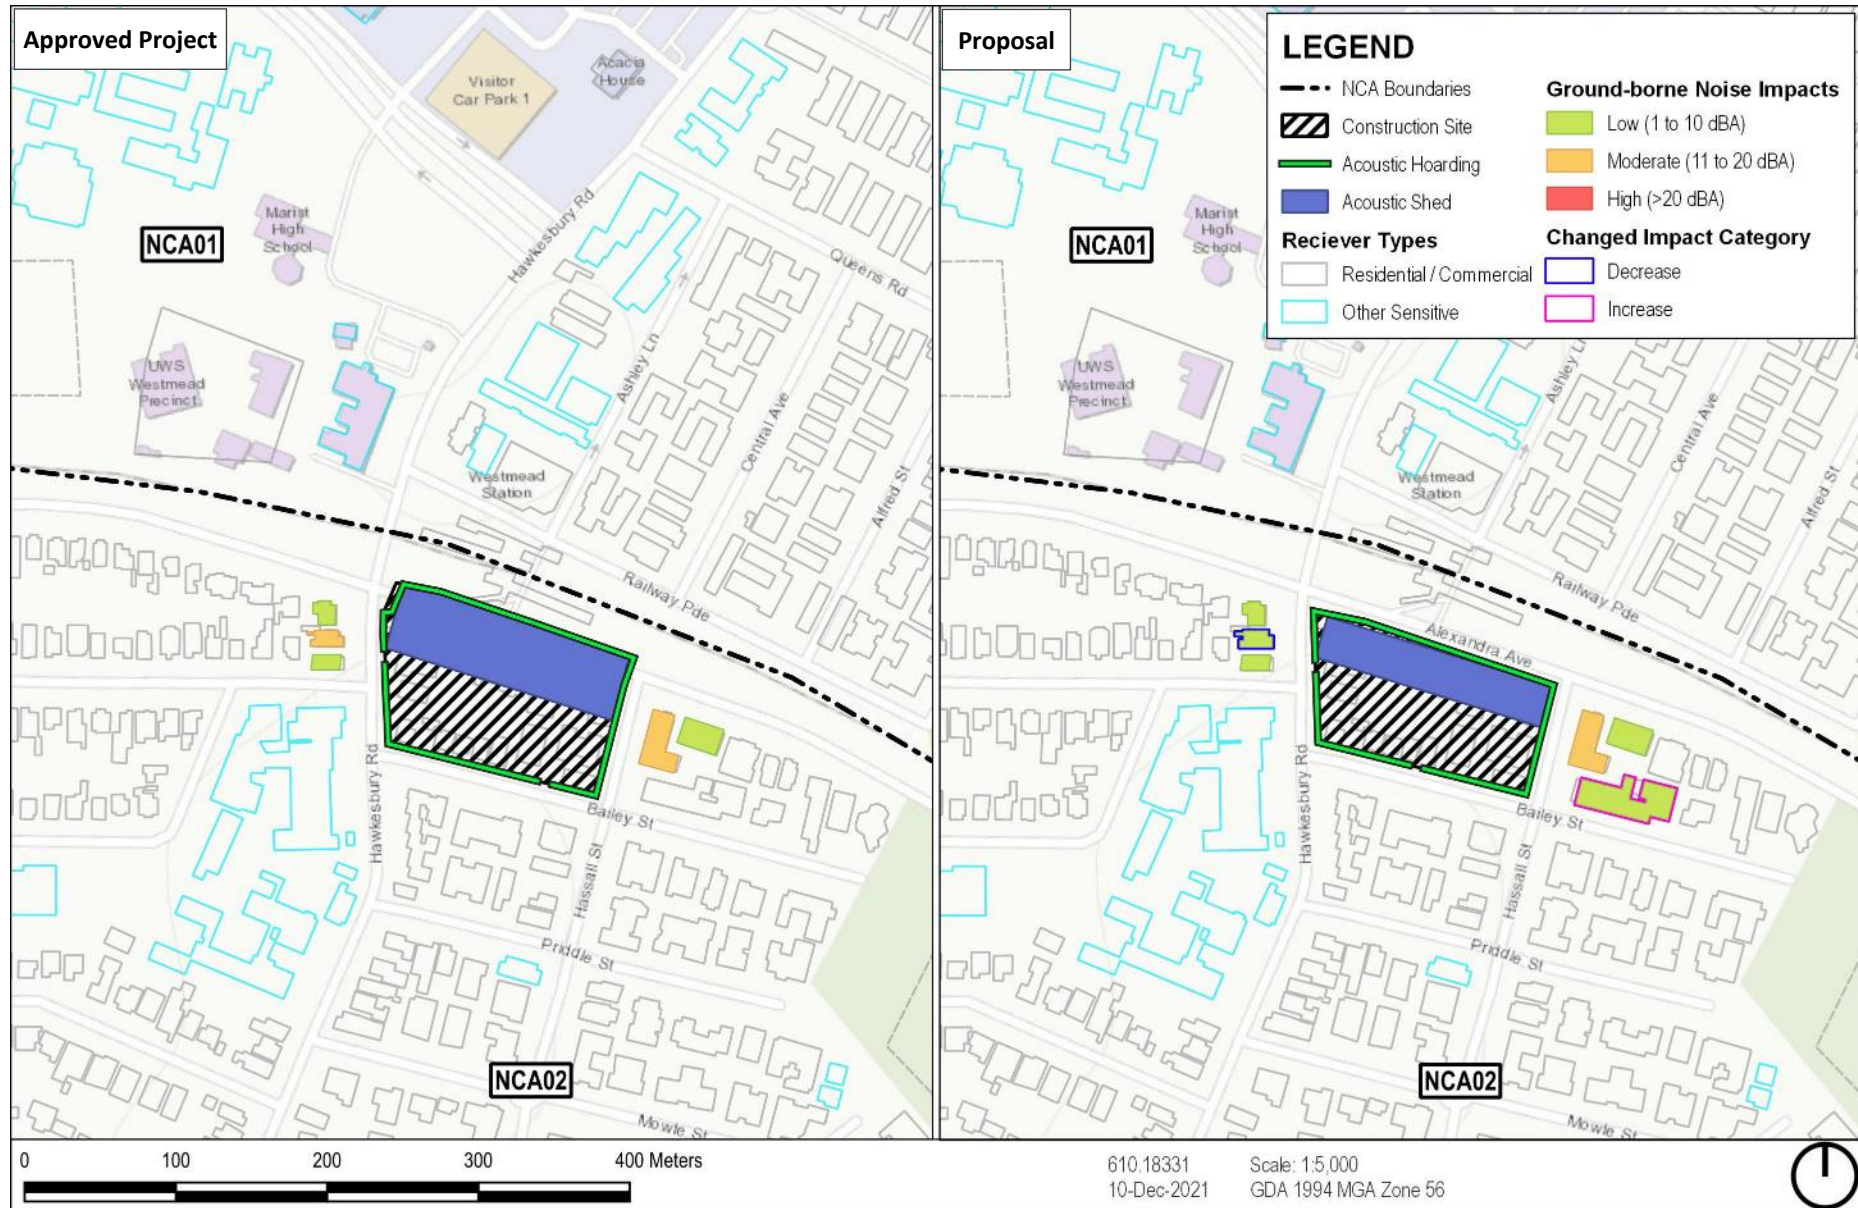 Approved Project
Visitor
Car Park 1
Acacia
House
Hawkesbury Rd
Marist
High
School
NCA01
Queens Rd
UWS
Westmead
Precinct
Ashley Ln
Central Ave
Westmead
Station
Alfred St
Railway Pde
Hawkesbury Rd
Bailey St
Hassall St
Priddle St
NCA02
Mowle St
Proposal
LEGEND
NCA Boundaries
Construction Site
Acoustic Hoarding
Acoustic Shed
Reciever Types
Residential / Commercial
Other Sensitive
Ground-borne Noise Impacts
Low (1 to 10 dBA)
Moderate (11 to 20 dBA)
High (>20 dBA)
Changed Impact Category
Decrease
Increase
Marist
High
School
NCA01
UWS
Westmead
Precinct
Ashley Ln
Central Ave
Westmead
Station
Alfred St
Railway Pde
Alexandra Ave
Hawkesbury Rd
Bailey St
Hassall St
Priddle St
NCA02
Mowle St
0 100 200 300 400 Meters
610.18331 Scale: 1:5,000
10-Dec-2021 GDA 1994 MGA Zone 56